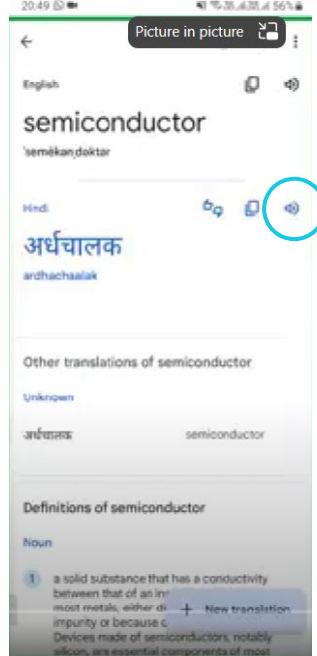 20:49
56%
Picture in picture
English
semiconductor
ˈsemēkənˌdəktər
Hindi
अर्धचालक
ardhachaalak
Other translations of semiconductor
Unknown
अर्धचालक semiconductor
Definitions of semiconductor
Noun
1 a solid substance that has a conductivity
between that of an
most metals, either
impurity or because
+ New translation
Devices made of semiconductors, notably
silicon, are essential components of most